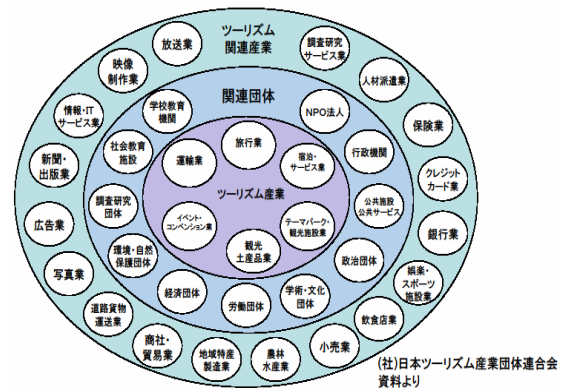 ツーリズム
関連産業
放送業
調査研究
サービス業
映像
制作業
人材派遣業
情報・IT
サービス業
保険業
新聞・
出版業
クレジット
カード業
広告業
銀行業
写真業
娯楽・
スポーツ
施設業
道路貨物
運送業
飲食店業
商社・
貿易業
小売業
地域特産
製造業
農林
水産業
関連団体
学校教育
機関
NPO法人
社会教育
施設
行政機関
調査研究
団体
公共施設
公共サービス
環境・自然
保護団体
政治団体
経済団体
学術・文化
団体
労働団体
旅行業
運輸業
宿泊・
サービス業
ツーリズム産業
イベント・
コンベンション業
テーマパーク・
観光施設業
観光
土産品業
(社)日本ツーリズム産業団体連合会
資料より